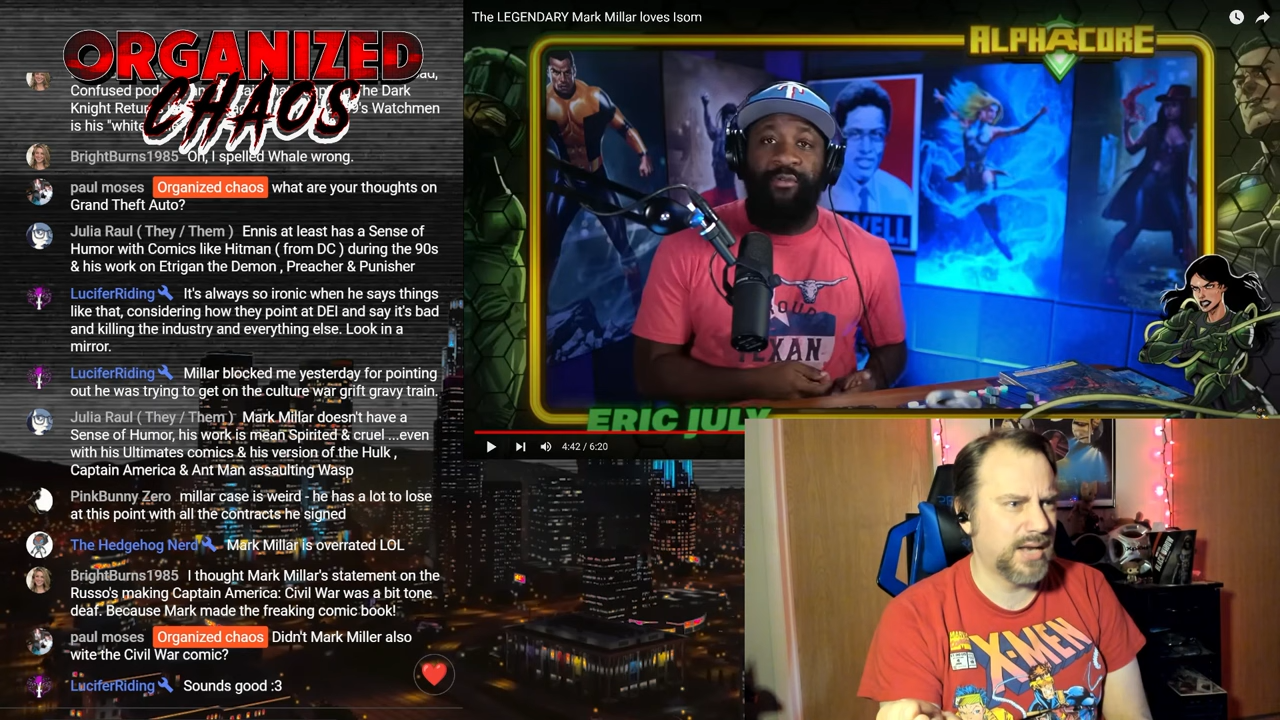 ORGANIZED
CHAOS
Confused
The Dark
Knight
Watchmen
is his "white
BrightBurns1985 Oh, I spelled Whale wrong.
paul moses Organized chaos what are your thoughts on
Grand Theft Auto?
Julia Raul ( They / Them ) Ennis at least has a Sense of
Humor with Comics like Hitman ( from DC ) during the 90s
& his work on Etrigan the Demon , Preacher & Punisher
LuciferRiding It's always so ironic when he says things
like that, considering how they point at DEI and say it's bad
and killing the industry and everything else. Look in a
mirror.
LuciferRiding Millar blocked me yesterday for pointing
out he was trying to get on the culture war grift gravy train.
Julia Raul ( They / Them ) Mark Millar doesn't have a
Sense of Humor, his work is mean Spirited & cruel ...even
with his Ultimates comics & his version of the Hulk ,
Captain America & Ant Man assaulting Wasp
PinkBunny Zero millar case is weird - he has a lot to lose
at this point with all the contracts he signed
The Hedgehog Nerd Mark Millar is overrated LOL
BrightBurns1985 I thought Mark Millar's statement on the
Russo's making Captain America: Civil War was a bit tone
deaf. Because Mark made the freaking comic book!
paul moses Organized chaos Didn't Mark Miller also
wite the Civil War comic?
LuciferRiding Sounds good :3
The LEGENDARY Mark Millar loves Isom
ALPHACORE
TEXAN
ERIC JULY
4:42 / 6:20
X-MEN